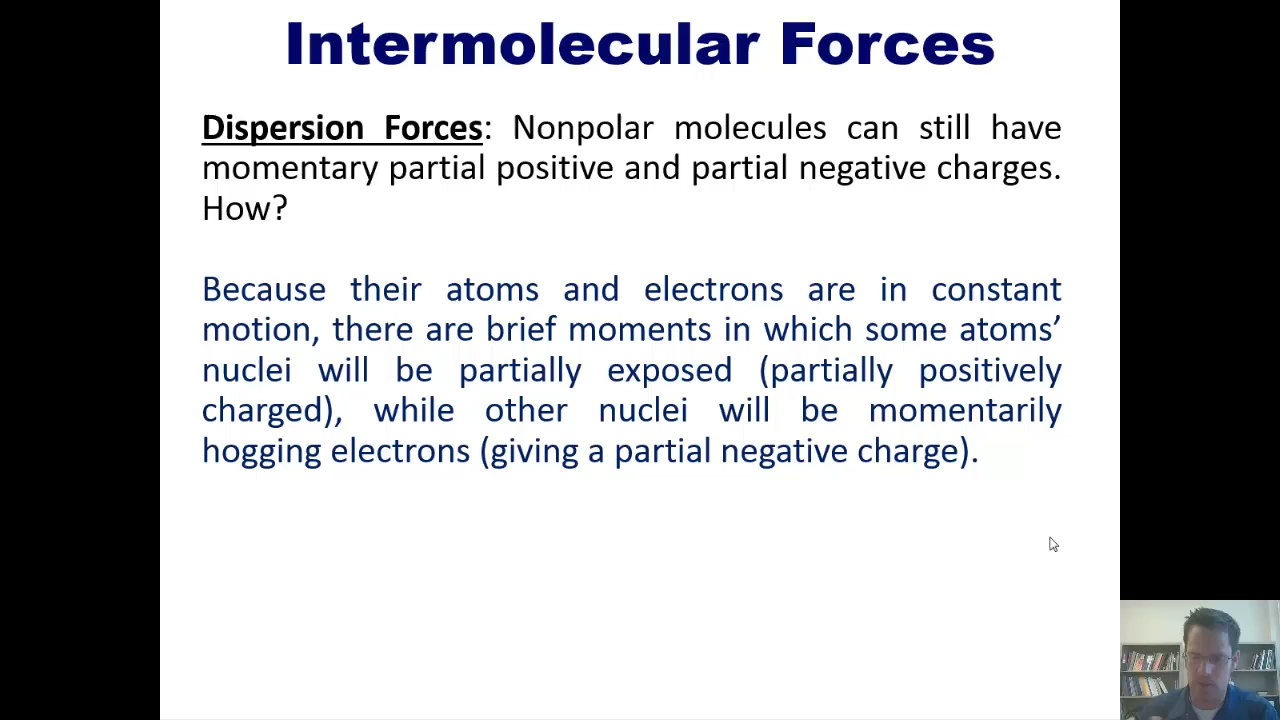 Intermolecular Forces
Dispersion Forces: Nonpolar molecules can still have
momentary partial positive and partial negative charges.
How?
Because their atoms and electrons are in constant
motion, there are brief moments in which some atoms’
nuclei will be partially exposed (partially positively
charged), while other nuclei will be momentarily
hogging electrons (giving a partial negative charge).